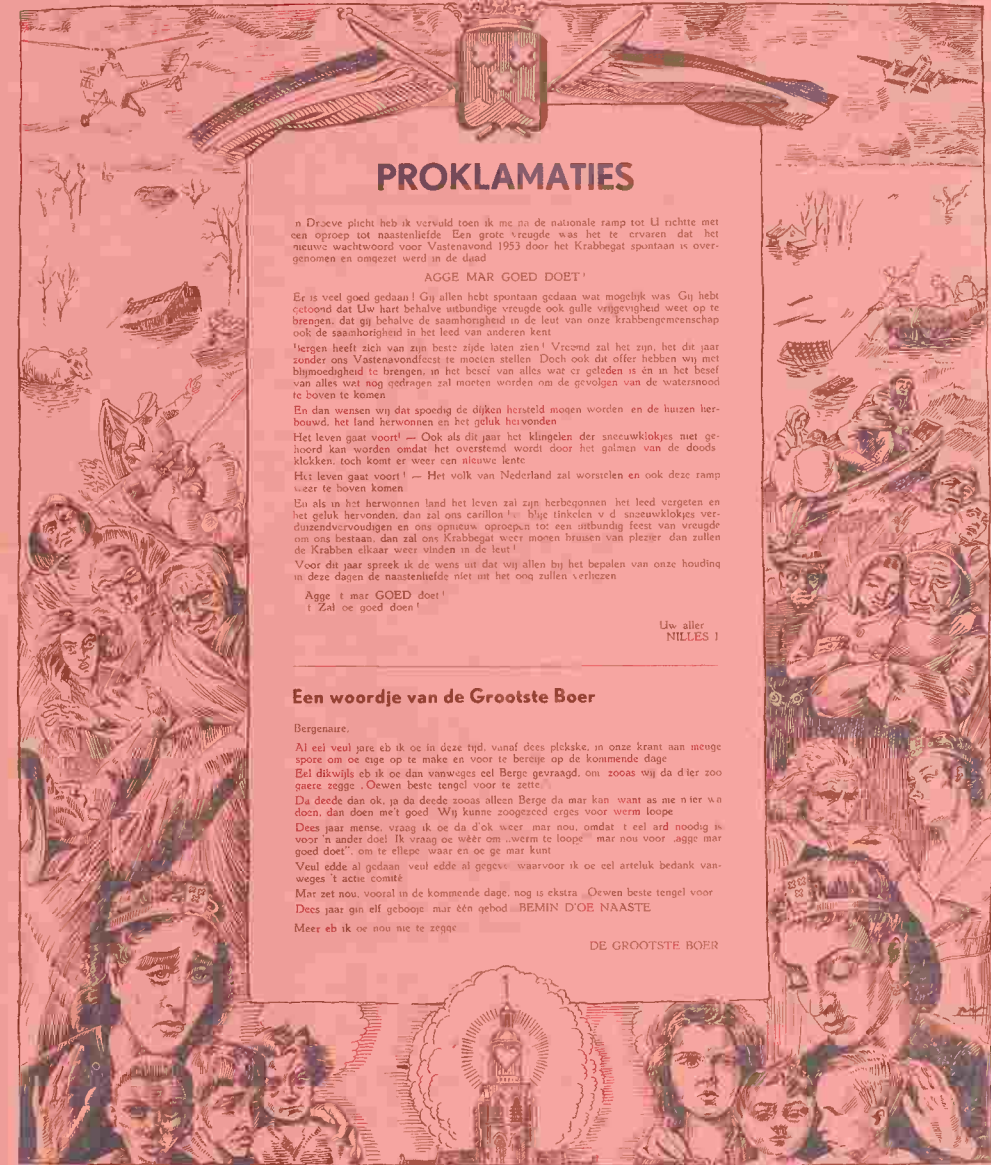 PROKLAMATIES
'n Droeve plicht heb ik vervuld toen ik me na de nationale ramp tot U richtte met
een oproep tot naastenliefde Een grote vreugde was het te ervaren dat het
nieuwe wachtwoord voor Vastenavond 1953 door het Krabbegat spontaan is over-
genomen en omgezet werd in de daad
AGGE MAR GOED DOET !
Er is veel goed gedaan ! Gij allen hebt spontaan gedaan wat mogelijk was Gij hebt
getoond dat Uw hart behalve uitbundige vreugde ook gulle vrijgevigheid weet op te
brengen, dat gij behalve de saamhorigheid in de leut van onze krabbengemeenschap
ook de saamhorigheid in het leed van anderen kent
Bergen heeft zich van zijn beste zijde laten zien ! Vreemd zal het zijn, het dit jaar
zonder ons Vastenavondfeest te moeten stellen Doch ook dit offer hebben wij met
blijmoedigheid te brengen, in het besef van alles wat er geleden is én in het besef
van alles wat nog gedragen zal moeten worden om de gevolgen van de watersnood
te boven te komen
En dan wensen wij dat spoedig de dijken hersteld mogen worden en de huizen her-
bouwd, het land herwonnen en het geluk hervonden
Het leven gaat voort! — Ook als dit jaar het klingelen der sneeuwklokjes niet ge-
hoord kan worden omdat het overstemd wordt door het galmen van de doods
klokken, toch komt er weer een nieuwe lente
Het leven gaat voort ! — Het volk van Nederland zal worstelen en ook deze ramp
weer te boven komen
En als in het herwonnen land het leven zal zijn herbegonnen het leed vergeten en
het geluk hervonden, dan zal ons carillon het blije tinkelen v d sneeuwklokjes ver-
duizendvervoudigen en ons opnieuw oproepen tot een uitbundig feest van vreugde
om ons bestaan, dan zal ons Krabbegat weer mogen bruisen van plezier dan zullen
de Krabben elkaar weer vinden in de leut !
Voor dit jaar spreek ik de wens uit dat wij allen bij het bepalen van onze houding
in deze dagen de naastenliefde niet uit het oog zullen verliezen
Agge t mar GOED doet !
t Zal oe goed doen !
Uw aller
NILLES I
Een woordje van de Grootste Boer
Bergenaire,
Al eel veul jare eb ik oe in deze tijd, vanaf dees plekske, in onze krant aan meuge
spore om oe eige op te make en voor te bereije op de kommende dage
Eel dikwijls eb ik oe dan vanweges eel Berge gevraagd, om zooas wij da d'ier zoo
gaere zegge „Oewen beste tengel voor te zette
Da deede dan ok, ja da deede zooas alleen Berge da mar kan want as me n ier wa
doen, dan doen me't goed Wij kunne zoogezeed erges voor werm loope
Dees jaar mense, vraag ik oe da d'ok weer mar nou, omdat t eel ard noodig is
voor 'n ander doel Ik vraag oe wéér om „werm te loope" mar nou voor „agge mar
goed doet", om te ellepe waar en oe ge mar kunt
Veul edde al gedaan veul edde al gegeve waarvoor ik oe eel arteluk bedank van-
weges 't actie comité
Mar zet nou, vooral in de kommende dage, nog is ekstra „Oewen beste tengel voor
Dees jaar gin elf gebooje mar één gebod „BEMIN D'OE NAASTE
Meer eb ik oe nou nie te zegge
DE GROOTSTE BOER